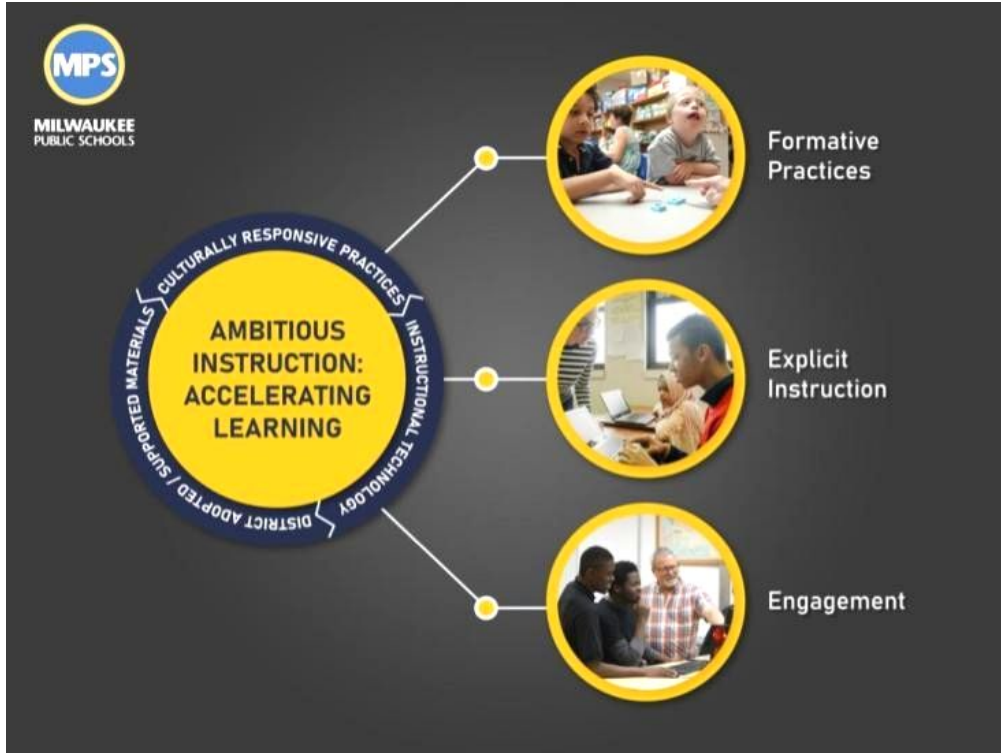 MPS
MILWAUKEE
PUBLIC SCHOOLS
CULTURALLY RESPONSIVE PRACTICES
INSTRUCTIONAL TECHNOLOGY
DISTRICT ADOPTED / SUPPORTED MATERIALS
AMBITIOUS
INSTRUCTION:
ACCELERATING
LEARNING
Formative
Practices
Explicit
Instruction
Engagement